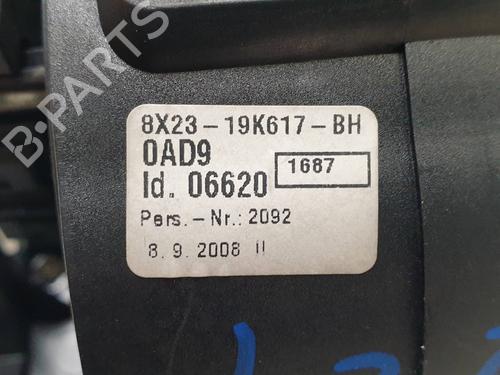 B-PARTS
8X23-19K617-BH
0AD9
Id. 06620 1687
Pers.-Nr.: 2092
8. 9. 2008 II